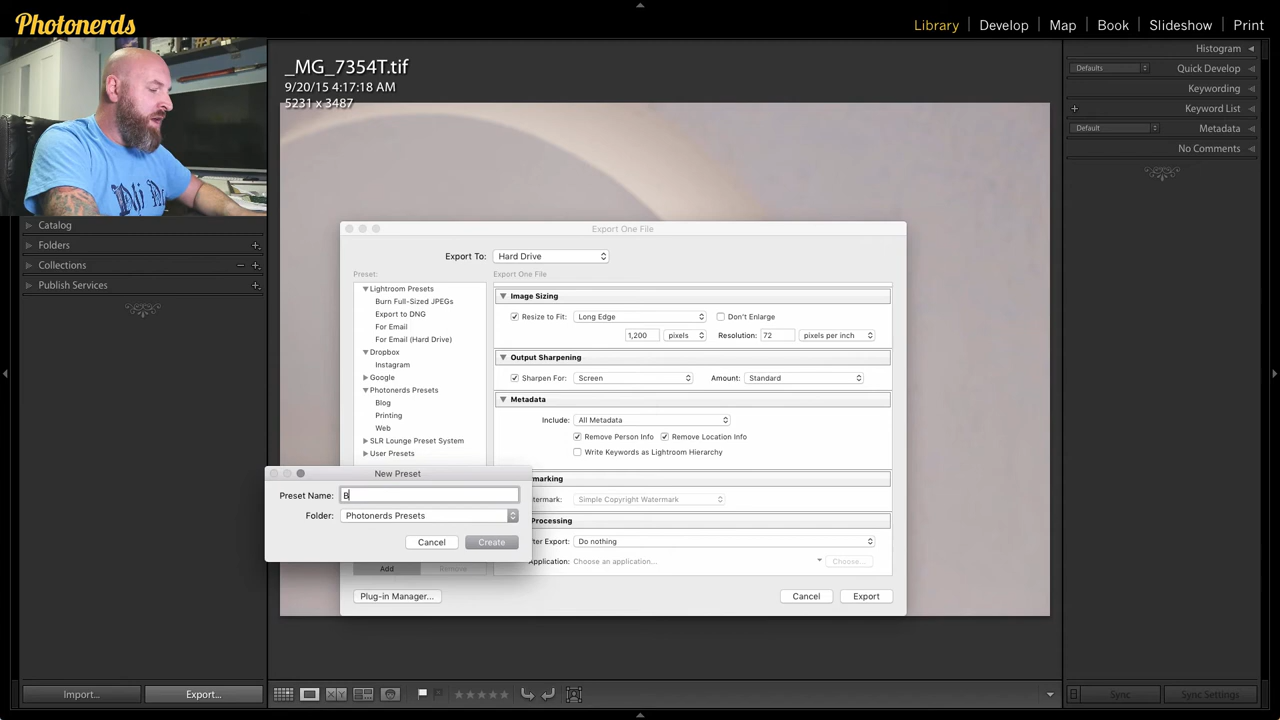 Photonerds
Library | Develop | Map | Book | Slideshow | Print
_MG_7354T.tif
9/20/15 4:17:18 AM
5231 x 3487
Histogram
Defaults Quick Develop
Keywording
Keyword List
Default Metadata
No Comments
Catalog
Folders
Collections
Publish Services
Export One File
Export To: Hard Drive
Preset:
Export One File
Lightroom Presets
Burn Full-Sized JPEGs
Export to DNG
For Email
For Email (Hard Drive)
Dropbox
Instagram
Google
Photonerds Presets
Blog
Printing
Web
SLR Lounge Preset System
User Presets
Image Sizing
Resize to Fit: Long Edge Don't Enlarge
1,200 pixels Resolution: 72 pixels per inch
Output Sharpening
Sharpen For: Screen Amount: Standard
Metadata
Include: All Metadata
Remove Person Info Remove Location Info
Write Keywords as Lightroom Hierarchy
marking
termark: Simple Copyright Watermark
Processing
ter Export: Do nothing
Application: Choose an application... Choose...
New Preset
Preset Name: B
Folder: Photonerds Presets
Cancel Create
Add Remove
Plug-in Manager... Cancel Export
Import... Export...
XY
Sync Sync Settings